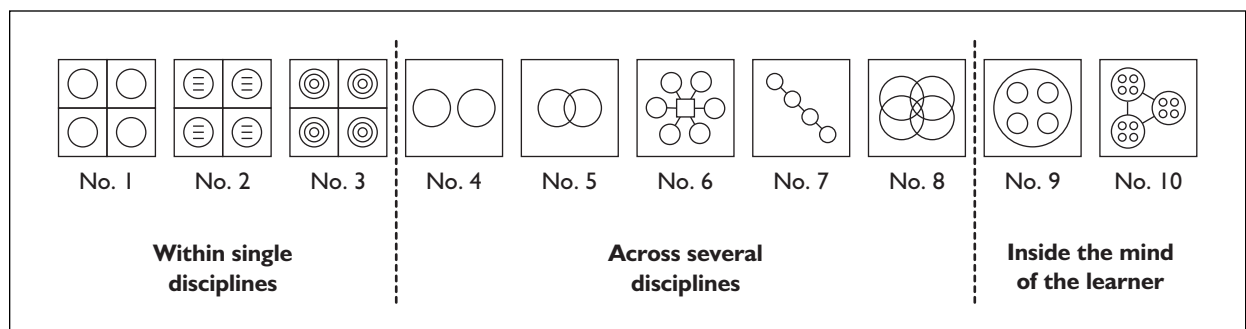 No. 1 No. 2 No. 3 No. 4 No. 5 No. 6 No. 7 No. 8 No. 9 No. 10
Within single
disciplines
Across several
disciplines
Inside the mind
of the learner